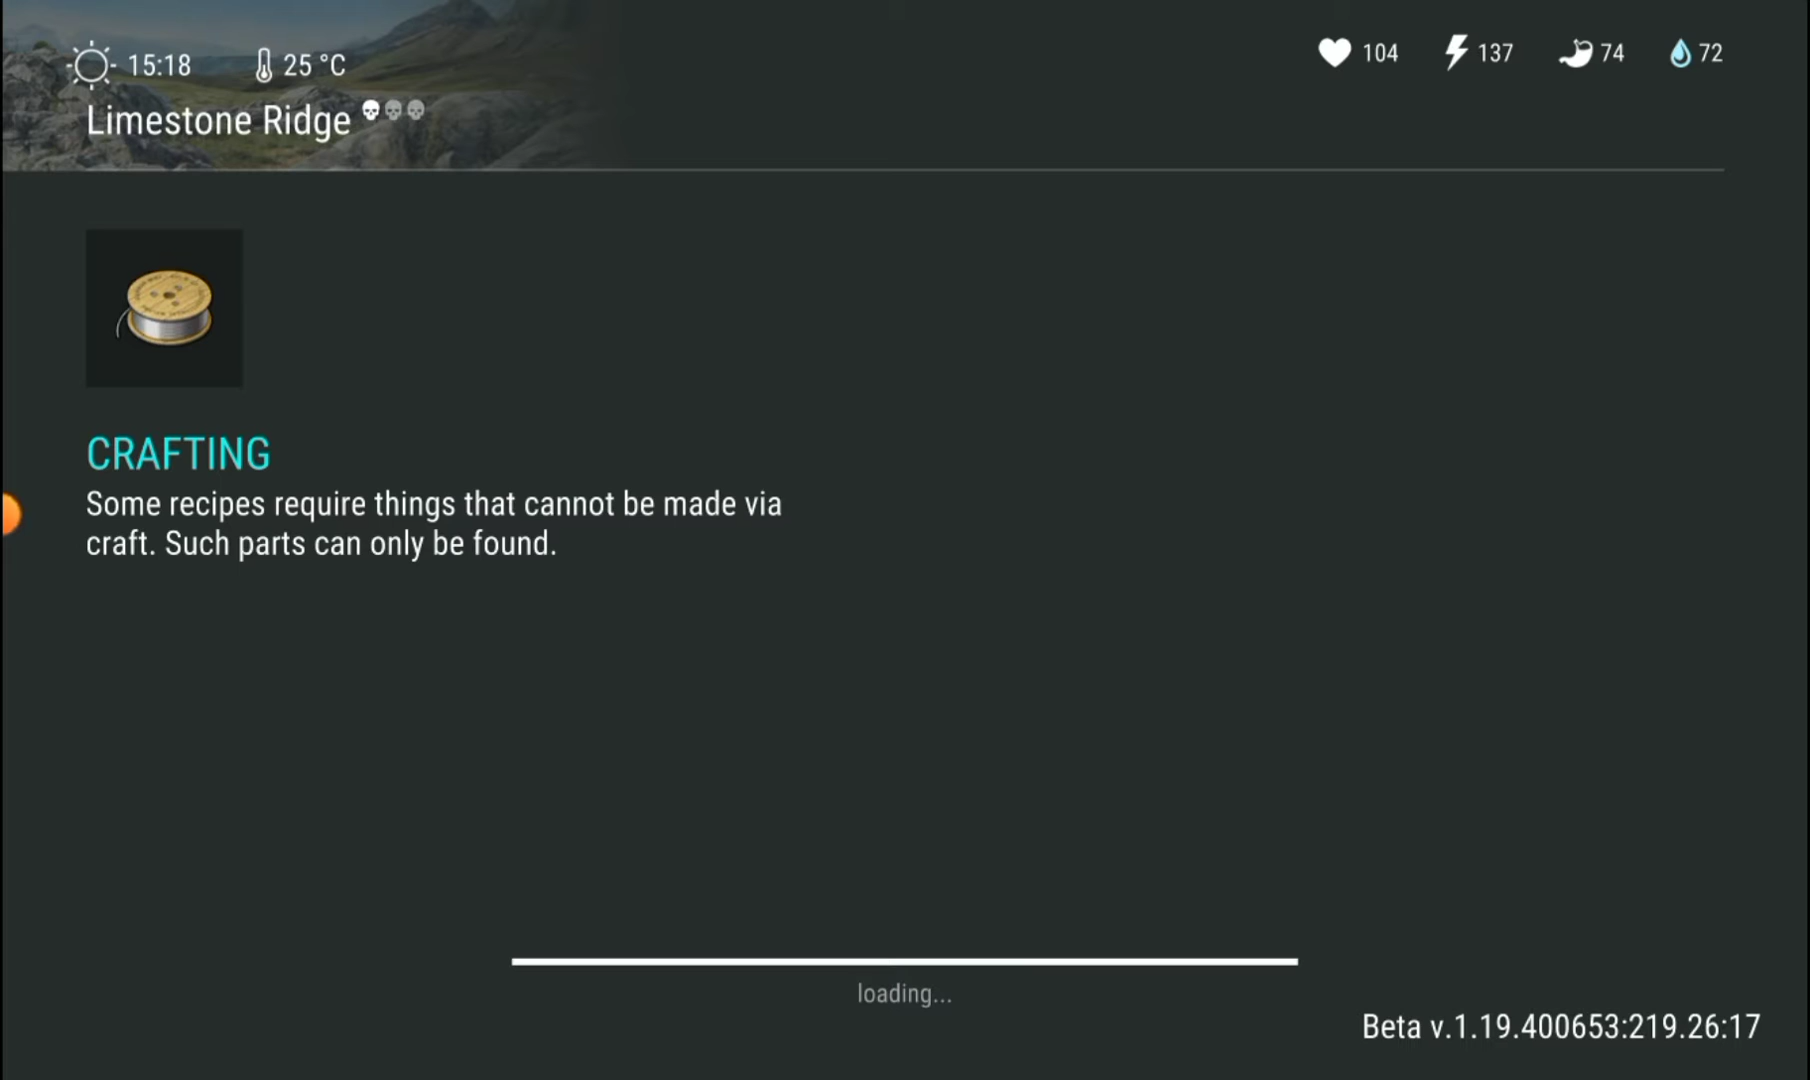 15:18 25 °C
104 137 74 72
Limestone Ridge
CRAFTING
Some recipes require things that cannot be made via
craft. Such parts can only be found.
loading...
Beta v.1.19.400653:219.26:17